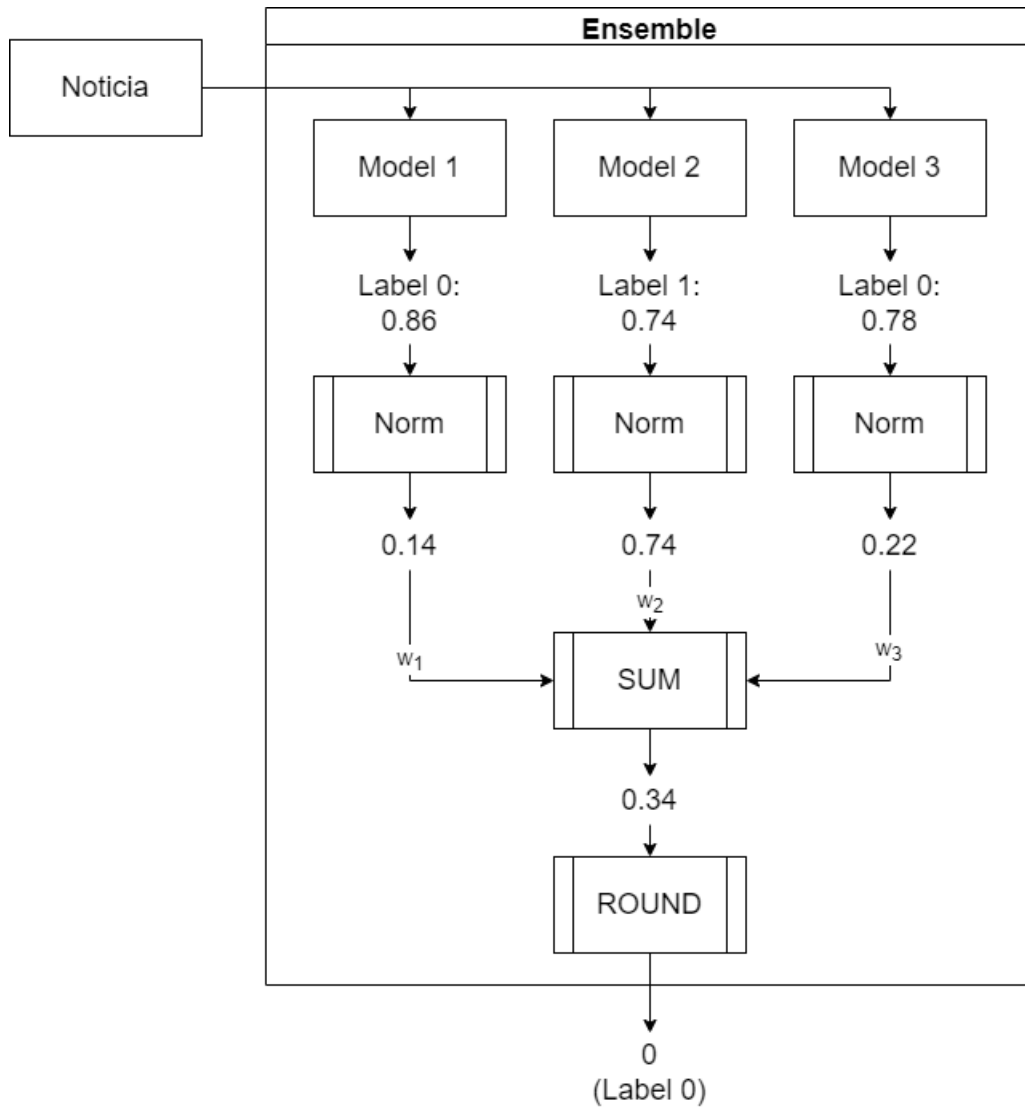 Ensemble
Noticia
Model 1
Model 2
Model 3
Label 0:
0.86
Label 1:
0.74
Label 0:
0.78
Norm
Norm
Norm
0.14
0.74
0.22
w₁
w₂
w₃
SUM
0.34
ROUND
0
(Label 0)